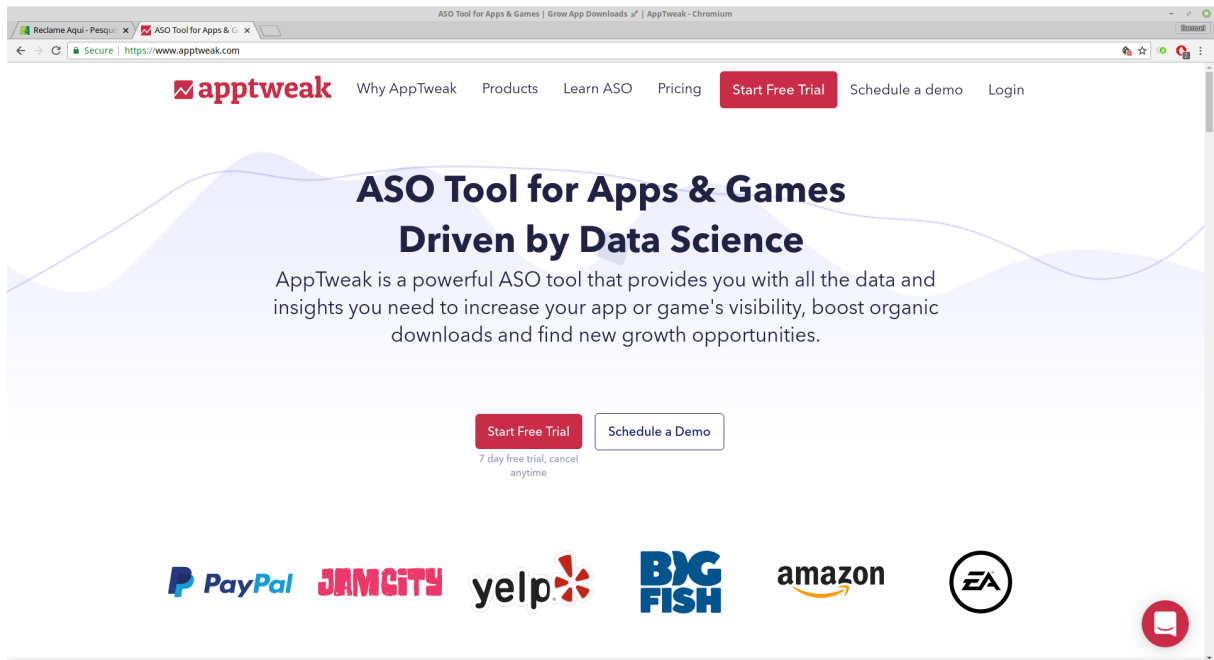 ASO Tool for Apps & Games | Grow App Downloads 🚀 | AppTweak - Chromium
Reclame Aqui - Pesqui
ASO Tool for Apps & G
Samuel
Secure | https://www.apptweak.com
apptweak
Why AppTweak
Products
Learn ASO
Pricing
Start Free Trial
Schedule a demo
Login
ASO Tool for Apps & Games
Driven by Data Science
AppTweak is a powerful ASO tool that provides you with all the data and
insights you need to increase your app or game's visibility, boost organic
downloads and find new growth opportunities.
Start Free Trial
Schedule a Demo
7 day free trial, cancel
anytime
PayPal
JAMCiTY
yelp
BIG
FISH
amazon
EA